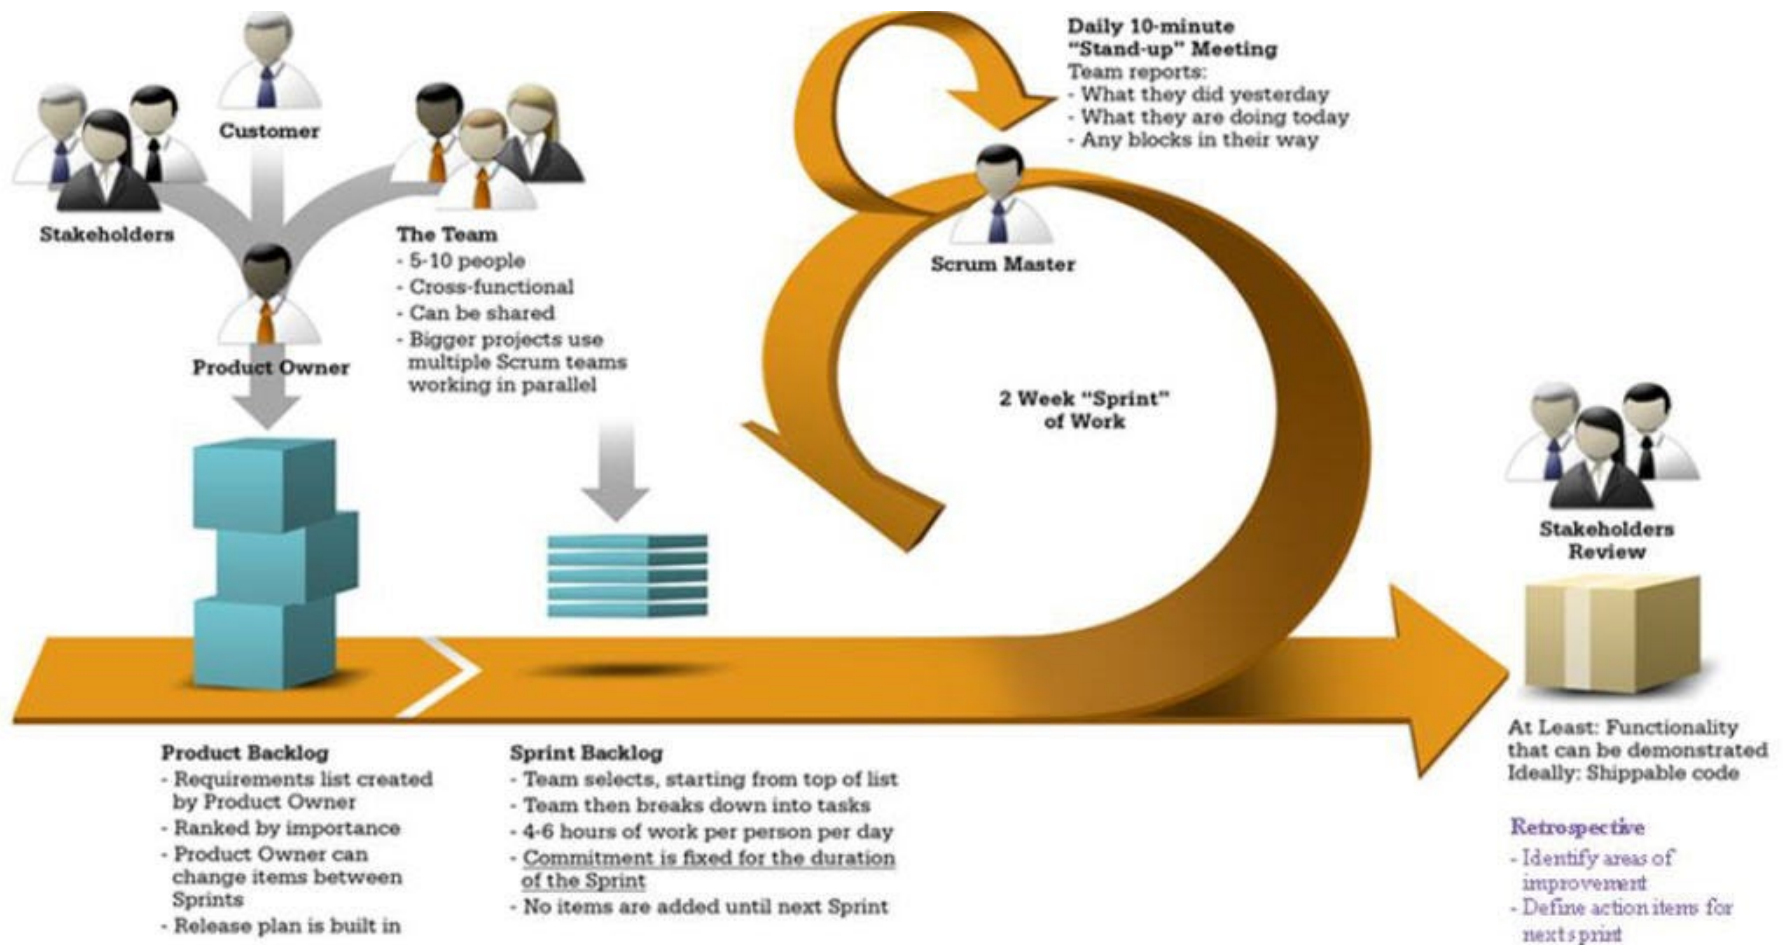 Customer
Stakeholders
The Team
- 5-10 people
- Cross-functional
- Can be shared
- Bigger projects use
multiple Scrum teams
working in parallel
Product Owner
Daily 10-minute
“Stand-up” Meeting
Team reports:
- What they did yesterday
- What they are doing today
- Any blocks in their way
Scrum Master
2 Week “Sprint”
of Work
Stakeholders
Review
Product Backlog
- Requirements list created
by Product Owner
- Ranked by importance
- Product Owner can
change items between
Sprints
- Release plan is built in
Sprint Backlog
- Team selects, starting from top of list
- Team then breaks down into tasks
- 4-6 hours of work per person per day
- Commitment is fixed for the duration
of the Sprint
- No items are added until next Sprint
At Least: Functionality
that can be demonstrated
Ideally: Shippable code
Retrospective
- Identify areas of
improvement
- Define action items for
next sprint